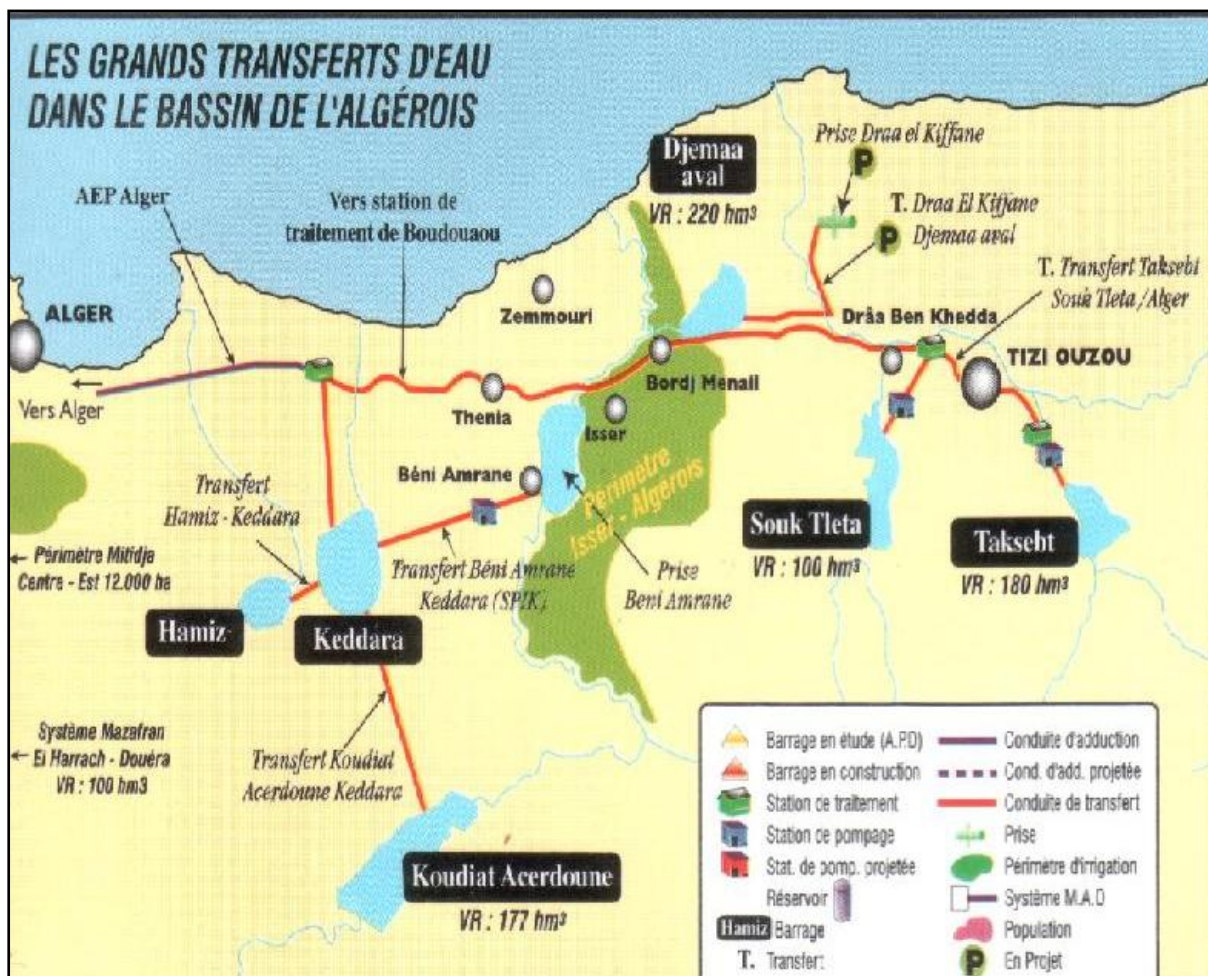 LES GRANDS TRANSFERTS D'EAU
DANS LE BASSIN DE L'ALGÉROIS
Djemaa
aval
VR : 220 hm³
Prise Draa el Kiffane
P
T. Draa El Kiffane
Djemaa aval
P
AEP Alger
Vers station de
traitement de Boudouaou
T. Transfert Taksebi
Souk Tleta/Alger
ALGER
Zemmouri
Drâa Ben Khedda
TIZI OUZOU
Bordj Menail
Vers Alger
Thenia
Isser
Béni Amrane
Périmètre
Isser - Algérois
Transfert
Hamiz - Keddara
Souk Tleta
VR : 100 hm³
Taksebt
VR : 180 hm³
Périmètre Mitidja
Centre - Est 12.000 ha
Transfert Béni Amrane
Keddara (SPIK)
Prise
Beni Amrane
Hamiz
Keddara
Système Mazafran
El Harrach - Douéra
VR : 100 hm3
Transfert Koudiat
Acerdoune Keddara
Koudiat Acerdoune
VR : 177 hm³
Barrage en étude (A.P.D)
Barrage en construction
Station de traitement
Station de pompage
Stat. de pomp. projetée
Réservoir
Hamiz Barrage
T. Transfert
Conduite d'adduction
Cond. d'add. projetée
Conduite de transfert
Prise
Périmètre d'irrigation
Système M.A.O
Population
P En Projet